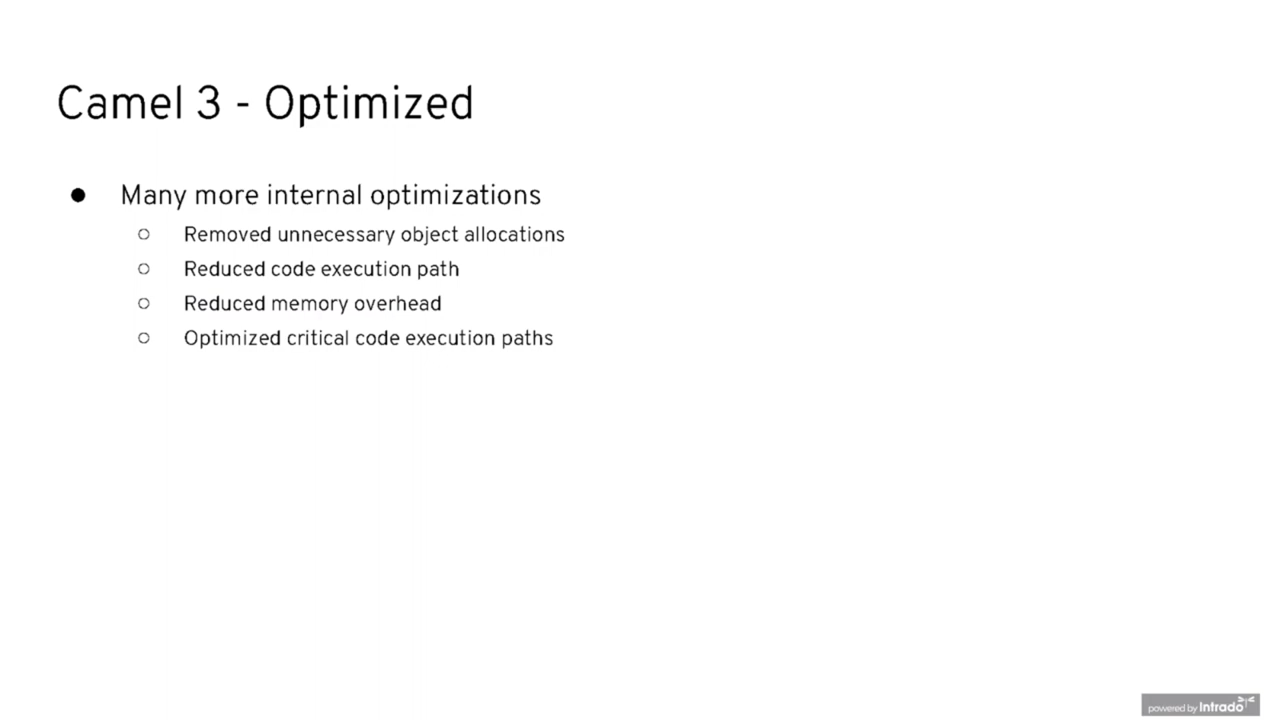 Camel 3 - Optimized
● Many more internal optimizations
○ Removed unnecessary object allocations
○ Reduced code execution path
○ Reduced memory overhead
○ Optimized critical code execution paths
powered by Intrado